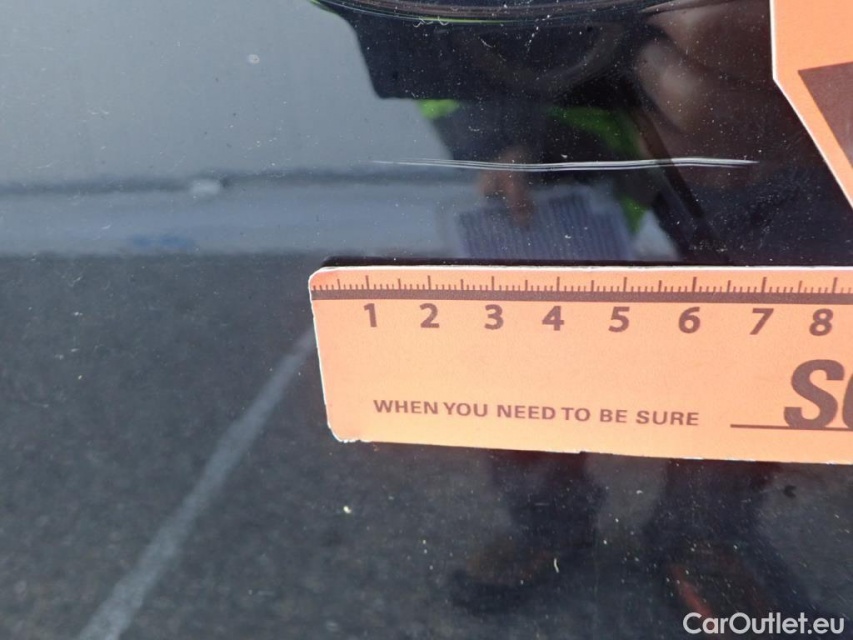 1 2 3 4 5 6 7 8
WHEN YOU NEED TO BE SURE
CarOutlet.eu